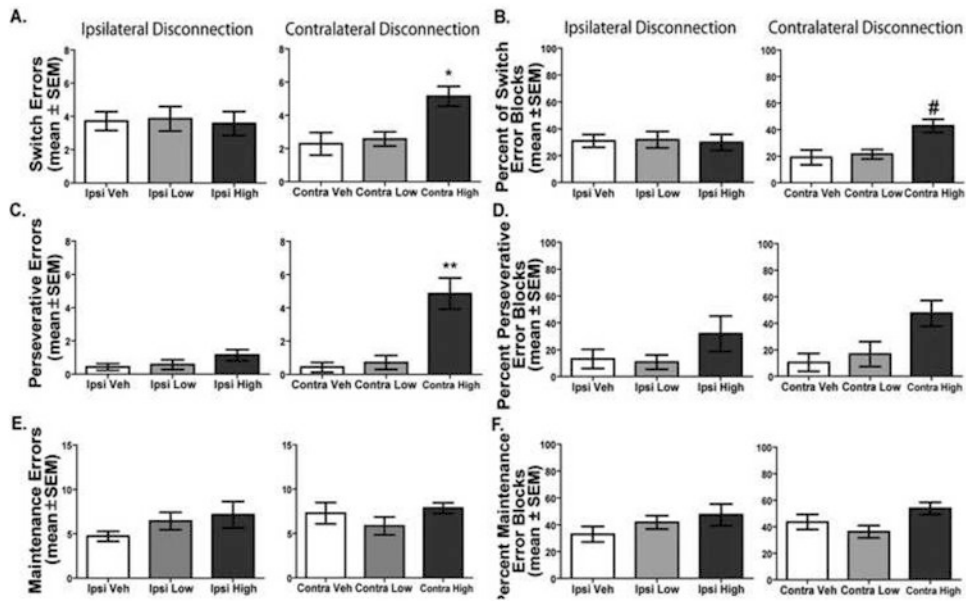 A.
Ipsilateral Disconnection
Contralateral Disconnection
Switch Errors
(mean ± SEM)
8
6
4
2
0
Ipsi Veh Ipsi Low Ipsi High
8
6
4
2
0
*
Contra Veh Contra Low Contra High
B.
Ipsilateral Disconnection
Contralateral Disconnection
Percent of Switch
Error Blocks
(mean ±SEM)
100
80
60
40
20
0
Ipsi Veh Ipsi Low Ipsi High
100
80
60
40
20
0
#
Contra Veh Contra Low Contra High
C.
Perseverative Errors
(mean ± SEM)
8
6
4
2
0
Ipsi Veh Ipsi Low Ipsi High
8
6
4
2
0
**
Contra Veh Contra Low Contra High
D.
Percent Perseverative
Error Blocks
(mean ±SEM)
100
80
60
40
20
0
Ipsi Veh Ipsi Low Ipsi High
100
80
60
40
20
0
Contra Veh Contra Low Contra High
E.
Maintenance Errors
(mean ±SEM)
15
10
5
0
Ipsi Veh Ipsi Low Ipsi High
15
10
5
0
Contra Veh Contra Low Contra High
F.
Percent Maintenance
Error Blocks
(mean ±SEM)
100
80
60
40
20
0
Ipsi Veh Ipsi Low Ipsi High
100
80
60
40
20
0
Contra Veh Contra Low Contra High